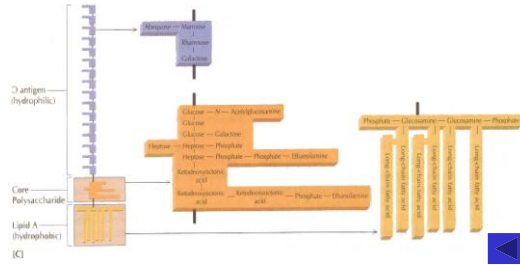 Abequose — Mannose
Rhamnose
Galactose
O antigen
(hydrophilic)
Core
Polysaccharide
Lipid A
(hydrophobic)
[C]
Glucose — N — Acetylglucosamine
Glucose
Glucose — Galactose
Heptose — Heptose — Phosphate
Heptose — Phosphate — Phosphate — Ethanolamine
Ketodeoxyoctonic
acid
Ketodeoxyoctonic — Ketodeoxyoctonic — Phosphate — Ethanolamine
acid acid
Phosphate — Glucosamine — Glucosamine — Phosphate
Long-chain fatty acid
Long-chain fatty acid
Long-chain fatty acid
Long-chain fatty acid
Long-chain fatty acid
Long-chain fatty acid